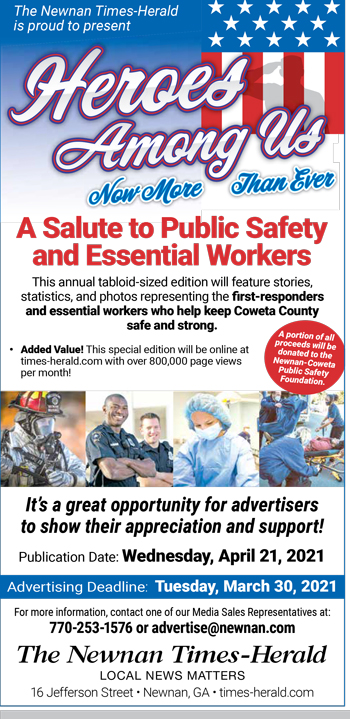 The Newnan Times-Herald
is proud to present
Heroes
Among Us
Now More Than Ever
A Salute to Public Safety
and Essential Workers
This annual tabloid-sized edition will feature stories,
statistics, and photos representing the first-responders
and essential workers who help keep Coweta County
safe and strong.
• Added Value! This special edition will be online at
times-herald.com with over 800,000 page views
per month!
A portion of all
proceeds will be
donated to the
Newnan-Coweta
Public Safety
Foundation.
It's a great opportunity for advertisers
to show their appreciation and support!
Publication Date: Wednesday, April 21, 2021
Advertising Deadline: Tuesday, March 30, 2021
For more information, contact one of our Media Sales Representatives at:
770-253-1576 or advertise@newnan.com
The Newnan Times-Herald
LOCAL NEWS MATTERS
16 Jefferson Street • Newnan, GA • times-herald.com